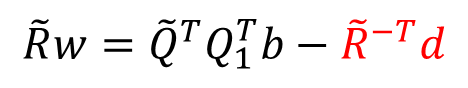 R̃w = Q̃ᵀQ₁ᵀb − R̃⁻ᵀd